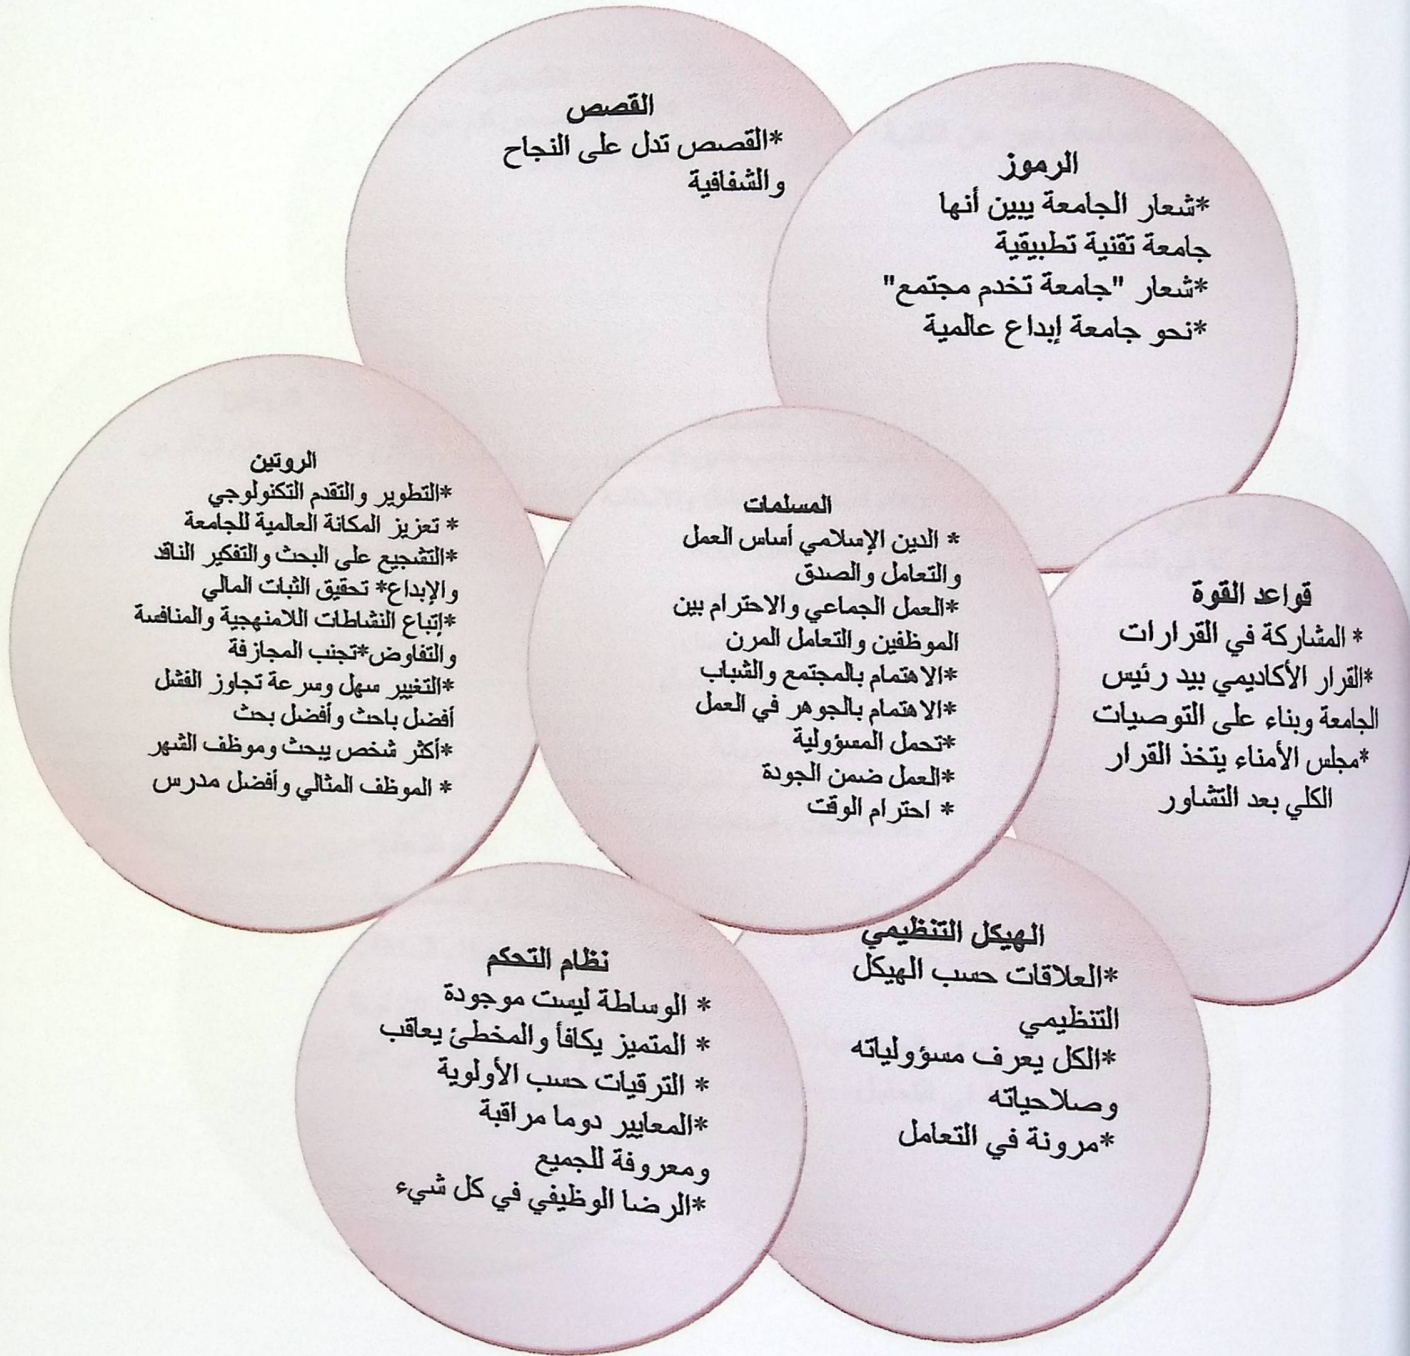 القصص
*القصص تدل على النجاح
والشفافية
الرموز
*شعار الجامعة يبين أنها
جامعة تقنية تطبيقية
*شعار "جامعة تخدم مجتمع"
*نحو جامعة إبداع عالمية
الروتين
*التطوير والتقدم التكنولوجي
* تعزيز المكانة العالمية للجامعة
*التشجيع على البحث والتفكير الناقد
والإبداع* تحقيق الثبات المالي
*إتباع النشاطات اللامنهجية والمنافسة
والتفاوض*تجنب المجازفة
*التغيير سهل وسرعة تجاوز الفشل
أفضل باحث وأفضل بحث
*أكثر شخص يبحث وموظف الشهر
* الموظف المثالي وأفضل مدرس
المسلمات
* الدين الإسلامي أساس العمل
والتعامل والصدق
*العمل الجماعي والاحترام بين
الموظفين والتعامل المرن
*الاهتمام بالمجتمع والشباب
*الاهتمام بالجوهر في العمل
*تحمل المسؤولية
*العمل ضمن الجودة
* احترام الوقت
قواعد القوة
* المشاركة في القرارات
*القرار الأكاديمي بيد رئيس
الجامعة وبناء على التوصيات
*مجلس الأمناء يتخذ القرار
الكلي بعد التشاور
نظام التحكم
* الوساطة ليست موجودة
* المتميز يكافأ والمخطئ يعاقب
* الترقيات حسب الأولوية
*المعايير دوما مراقبة
ومعروفة للجميع
*الرضا الوظيفي في كل شيء
الهيكل التنظيمي
*العلاقات حسب الهيكل
التنظيمي
*الكل يعرف مسؤولياته
وصلاحياته
*مرونة في التعامل